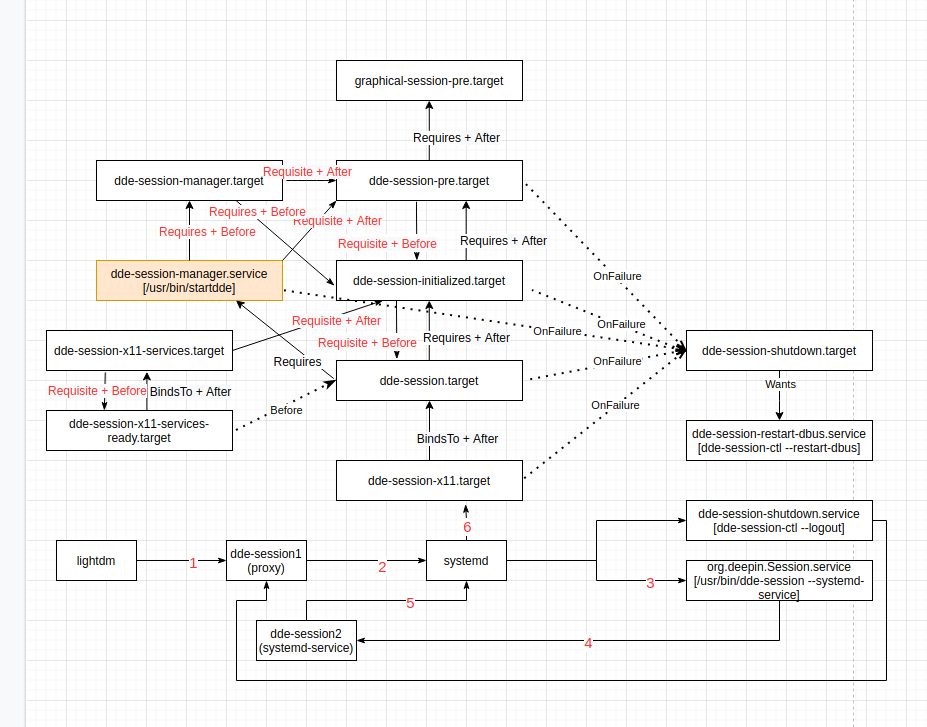 graphical-session-pre.target
Requires + After
dde-session-manager.target
Requisite + After
dde-session-pre.target
Requires + Before
Requisite + After
Requires + Before
Requisite + Before
Requires + After
dde-session-manager.service
[/usr/bin/startdde]
dde-session-initialized.target
OnFailure
Requisite + After
OnFailure
OnFailure
Requisite + Before
Requires + After
dde-session-x11-services.target
Requires
OnFailure
dde-session-shutdown.target
dde-session.target
Wants
Requisite + Before
BindsTo + After
Before
OnFailure
dde-session-x11-services-
ready.target
BindsTo + After
dde-session-restart-dbus.service
[dde-session-ctl --restart-dbus]
dde-session-x11.target
6
dde-session-shutdown.service
[dde-session-ctl --logout]
lightdm
1
dde-session1
(proxy)
2
systemd
3
org.deepin.Session.service
[/usr/bin/dde-session --systemd-
service]
5
dde-session2
(systemd-service)
4